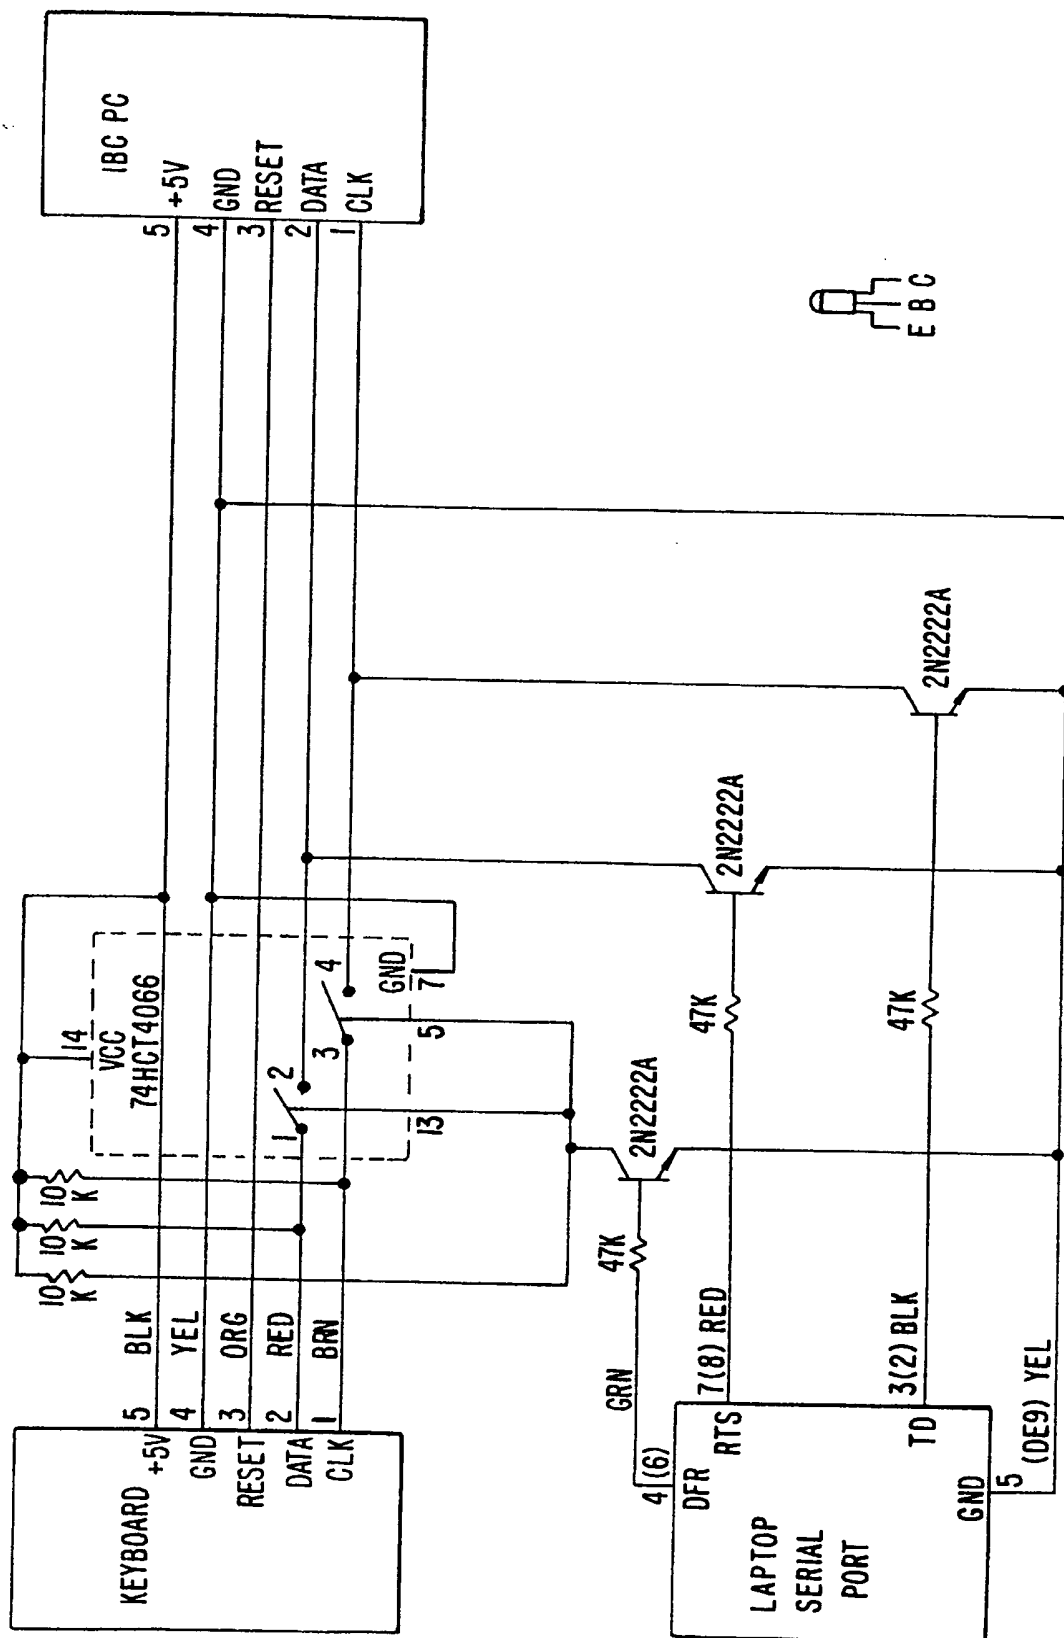 KEYBOARD
+5V
GND
RESET
DATA
CLK
5
4
3
2
1
BLK
YEL
ORG
RED
BRN
10
K
10
K
10
K
14
VCC
74HCT4066
1
2
3
4
GND
7
13
5
IBC PC
+5V
GND
RESET
DATA
CLK
5
4
3
2
1
LAPTOP
SERIAL
PORT
DFR
RTS
TD
GND
4 (6)
GRN
7(8) RED
3(2) BLK
5
(DE9) YEL
47K
47K
47K
2N2222A
2N2222A
2N2222A
E B C